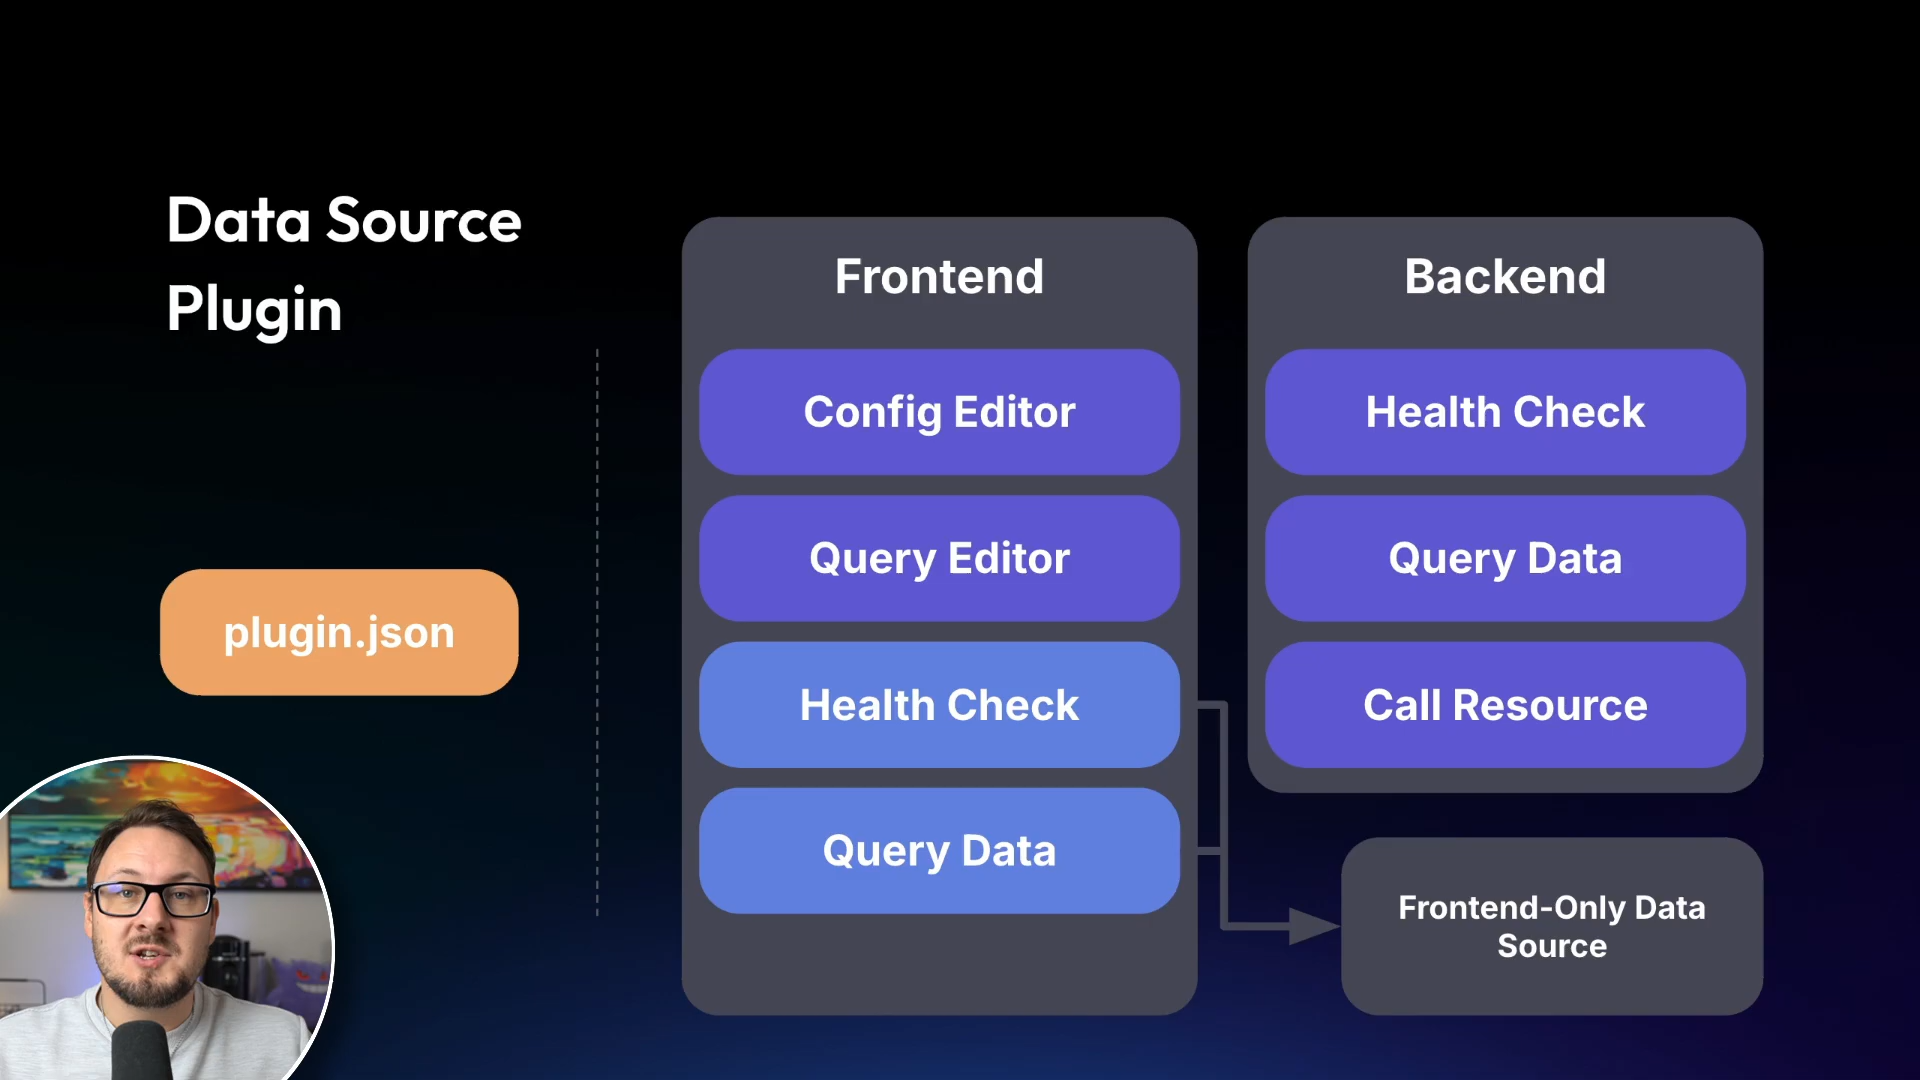 Data Source
Plugin
plugin.json
Frontend
Config Editor
Query Editor
Health Check
Query Data
Backend
Health Check
Query Data
Call Resource
Frontend-Only Data
Source